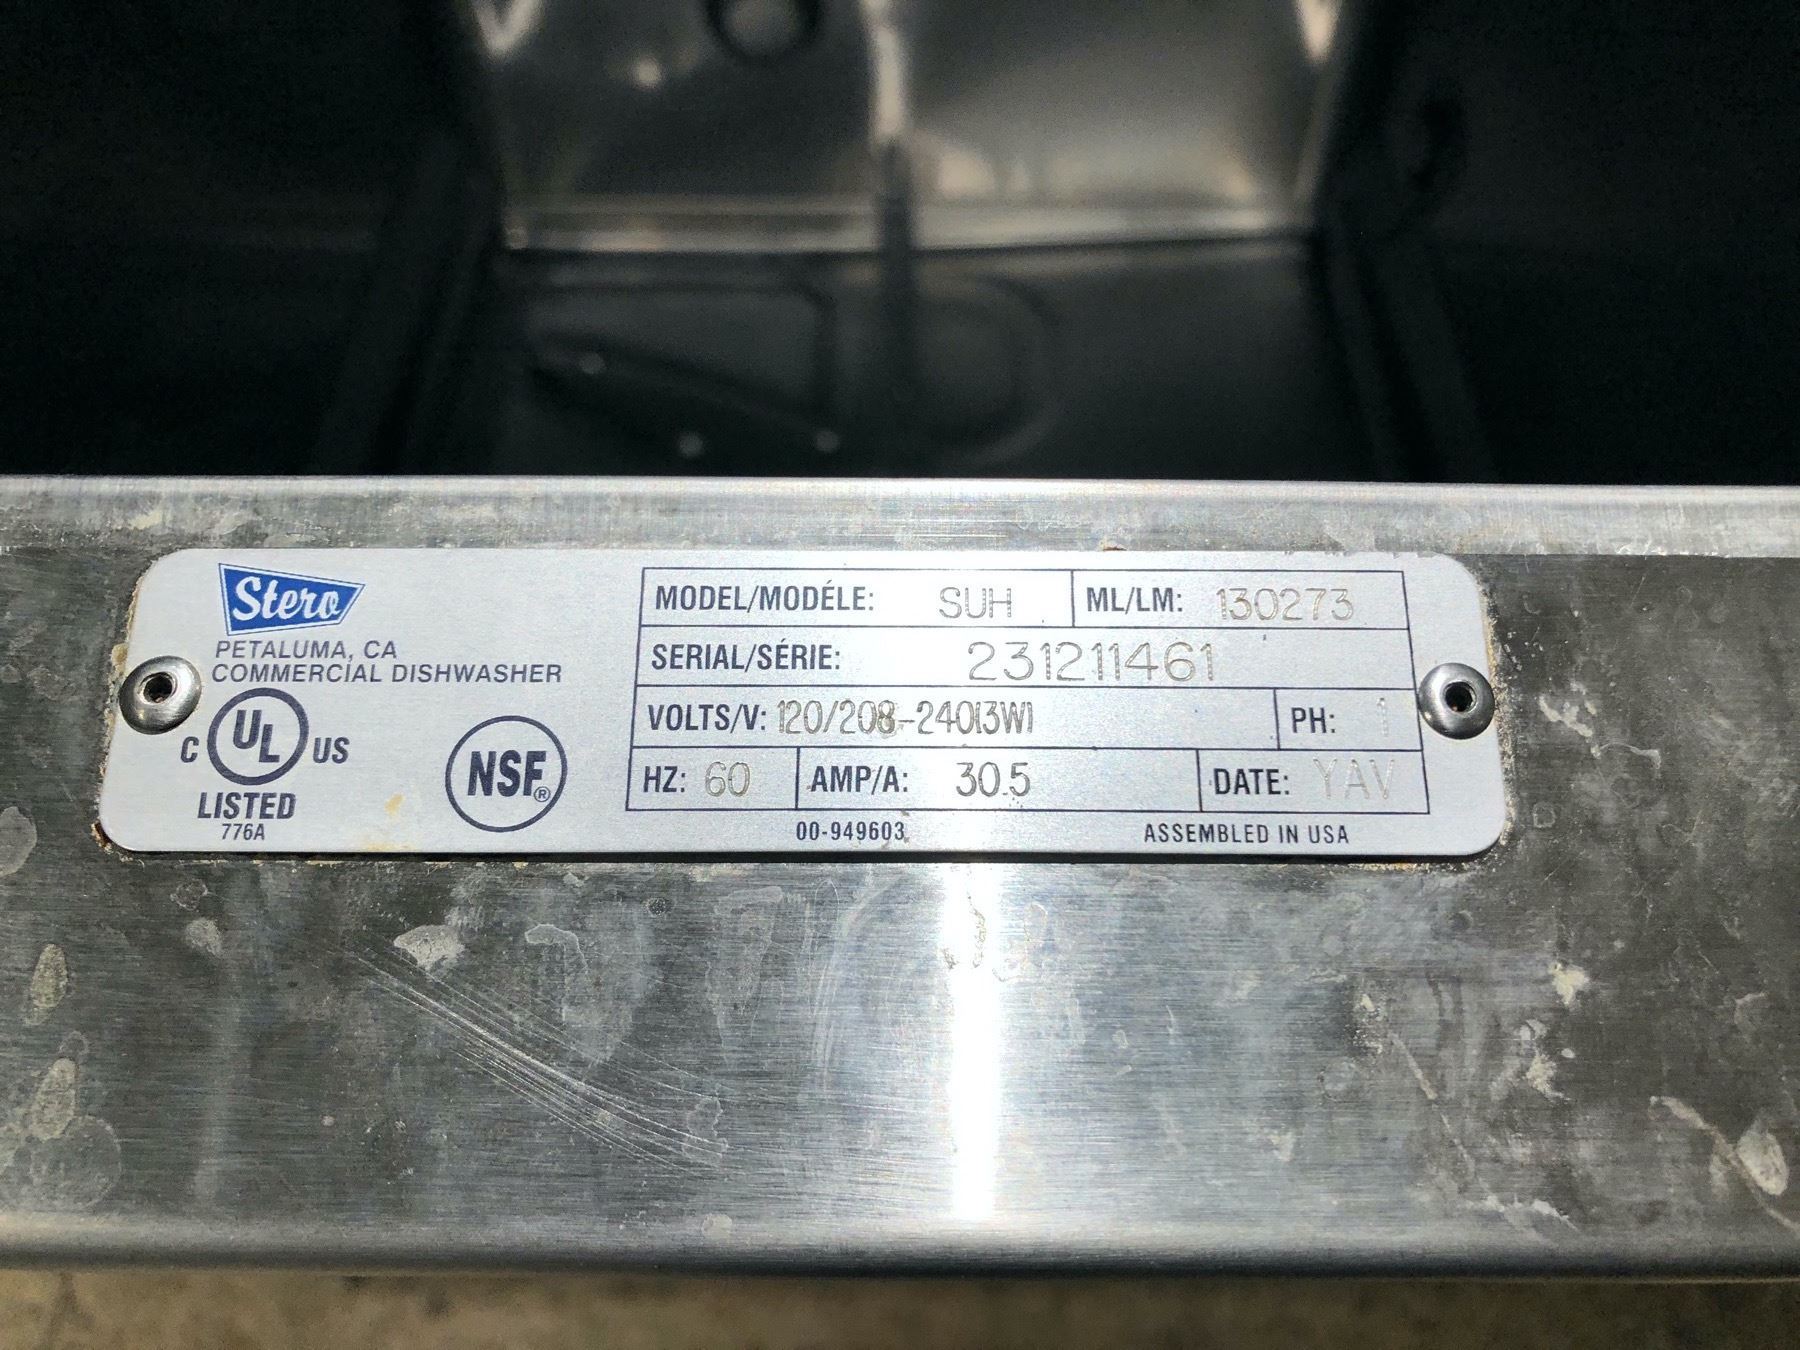 Stero
PETALUMA, CA
COMMERCIAL DISHWASHER
C UL US
LISTED
776A
NSF®
MODEL/MODÉLE: SUH ML/LM: 130273
SERIAL/SÉRIE: 231211461
VOLTS/V: 120/208-240(3W) PH: 1
HZ: 60 AMP/A: 30.5 DATE: YAV
00-949603 ASSEMBLED IN USA